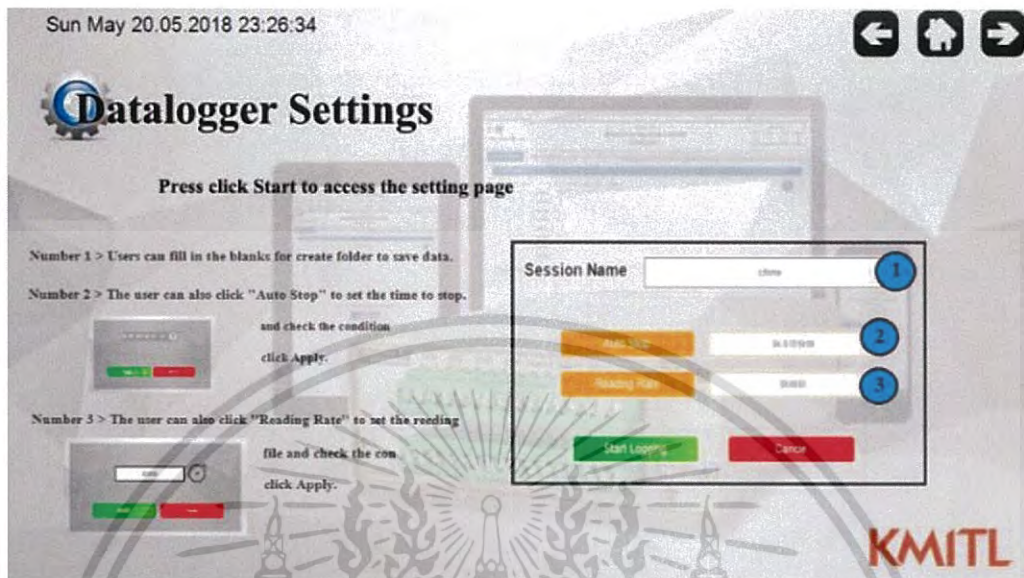 Sun May 20.05.2018 23:26:34
Datalogger Settings
Press click Start to access the setting page
Number 1 > Users can fill in the blanks for create folder to save data.
Number 2 > The user can also click "Auto Stop" to set the time to stop.
and check the condition
click Apply.
Number 3 > The user can also click "Reading Rate" to set the reeding
file and check the con
click Apply.
Session Name
1
Auto Stop
2
Reading Rate
3
Start Logging
Cancel
KMITL